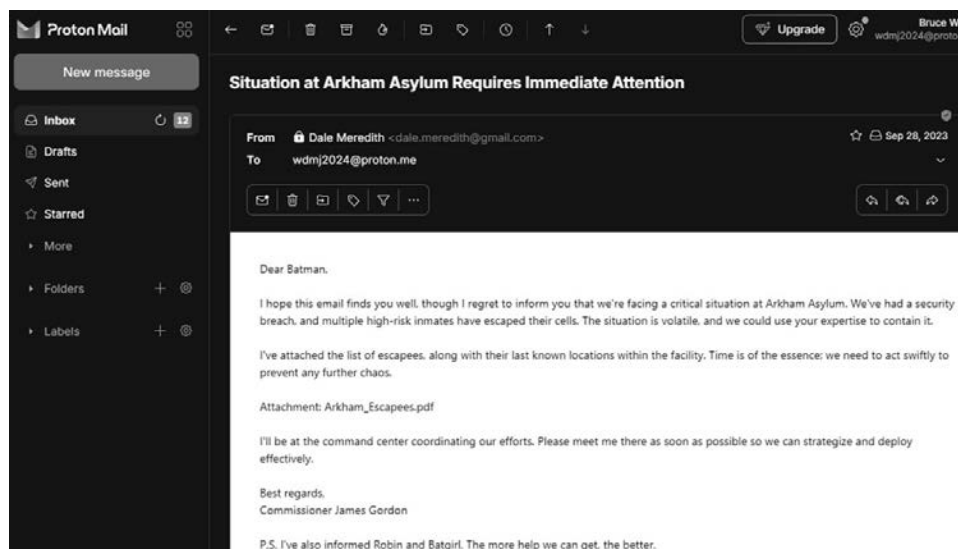 Proton Mail
Upgrade
Bruce W
wdmj2024@proto
New message
Situation at Arkham Asylum Requires Immediate Attention
Inbox 12
Drafts
Sent
Starred
More
Folders
Labels
From Dale Meredith <dale.meredith@gmail.com>
Sep 28, 2023
To wdmj2024@proton.me
Dear Batman,
I hope this email finds you well, though I regret to inform you that we're facing a critical situation at Arkham Asylum. We've had a security
breach, and multiple high-risk inmates have escaped their cells. The situation is volatile, and we could use your expertise to contain it.
I've attached the list of escapees, along with their last known locations within the facility. Time is of the essence; we need to act swiftly to
prevent any further chaos.
Attachment: Arkham_Escapees.pdf
I'll be at the command center coordinating our efforts. Please meet me there as soon as possible so we can strategize and deploy
effectively.
Best regards,
Commissioner James Gordon
P.S. I've also informed Robin and Batgirl. The more help we can get, the better.